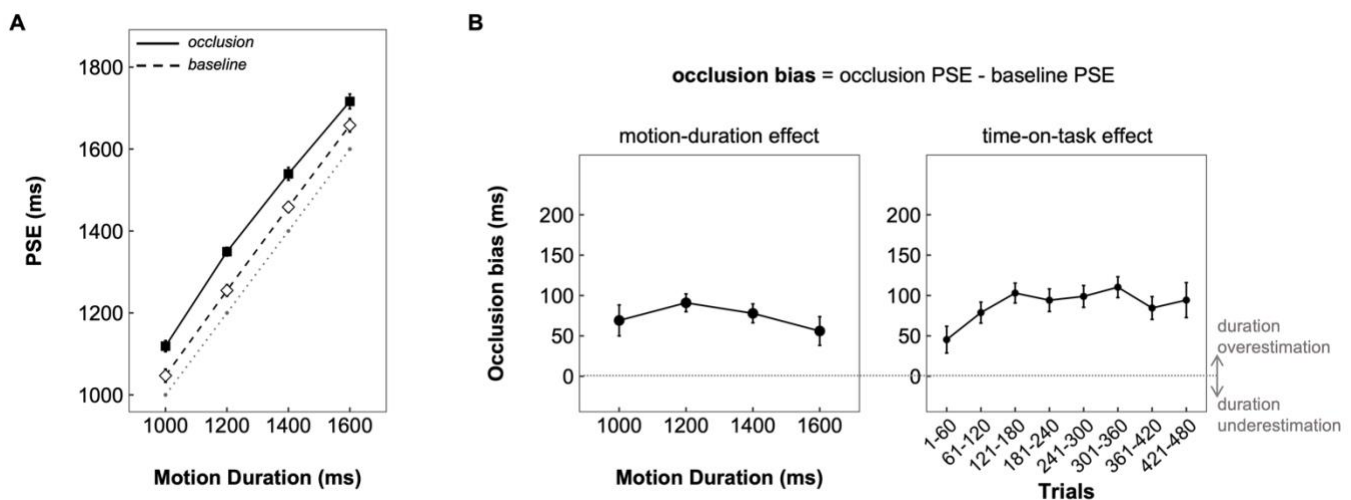 A
occlusion
baseline
1800
1600
1400
1200
1000
PSE (ms)
1000 1200 1400 1600
Motion Duration (ms)
B
occlusion bias = occlusion PSE - baseline PSE
motion-duration effect
200
150
100
50
0
Occlusion bias (ms)
1000 1200 1400 1600
Motion Duration (ms)
time-on-task effect
200
150
100
50
0
1-60 61-120 121-180 181-240 241-300 301-360 361-420 421-480
Trials
duration
overestimation
duration
underestimation